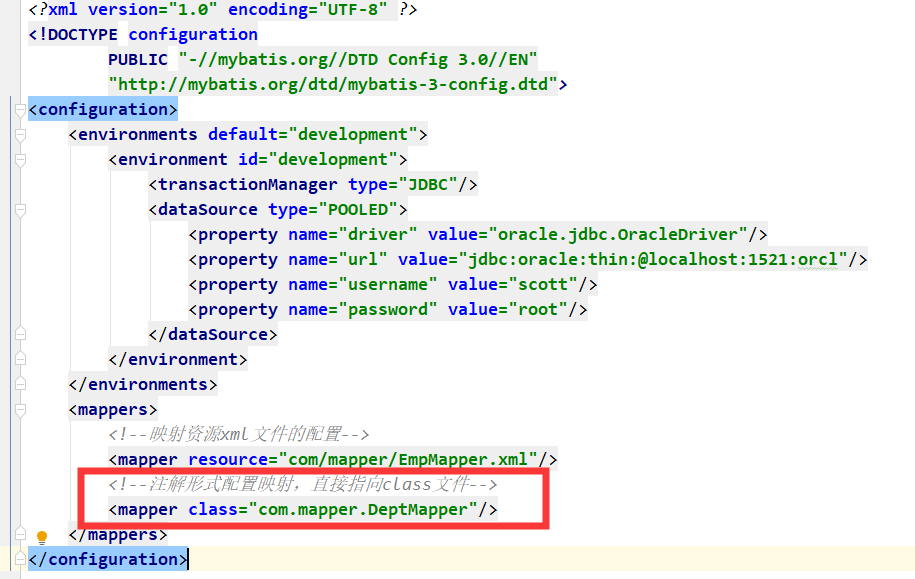 <?xml version="1.0" encoding="UTF-8" ?>
<!DOCTYPE configuration
PUBLIC "-//mybatis.org//DTD Config 3.0//EN"
"http://mybatis.org/dtd/mybatis-3-config.dtd">
<configuration>
<environments default="development">
<environment id="development">
<transactionManager type="JDBC"/>
<dataSource type="POOLED">
<property name="driver" value="oracle.jdbc.OracleDriver"/>
<property name="url" value="jdbc:oracle:thin:@localhost:1521:orcl"/>
<property name="username" value="scott"/>
<property name="password" value="root"/>
</dataSource>
</environment>
</environments>
<mappers>
<!--映射资源xml文件的配置-->
<mapper resource="com/mapper/EmpMapper.xml"/>
<!--注解形式配置映射，直接指向class文件-->
<mapper class="com.mapper.DeptMapper"/>
</mappers>
</configuration>